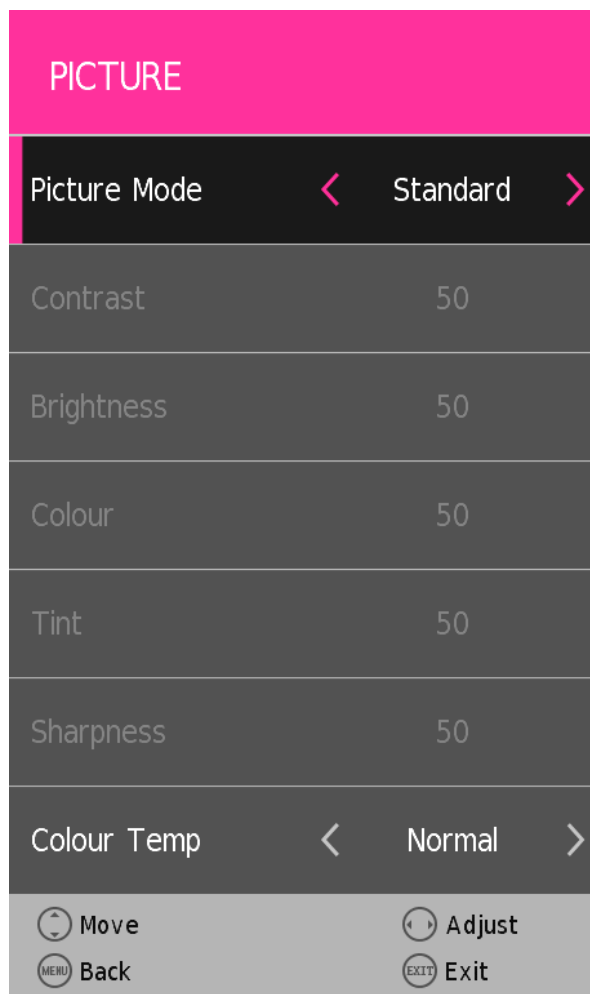 PICTURE
Picture Mode Standard
Contrast 50
Brightness 50
Colour 50
Tint 50
Sharpness 50
Colour Temp Normal
Move Adjust
MENU Back EXIT Exit